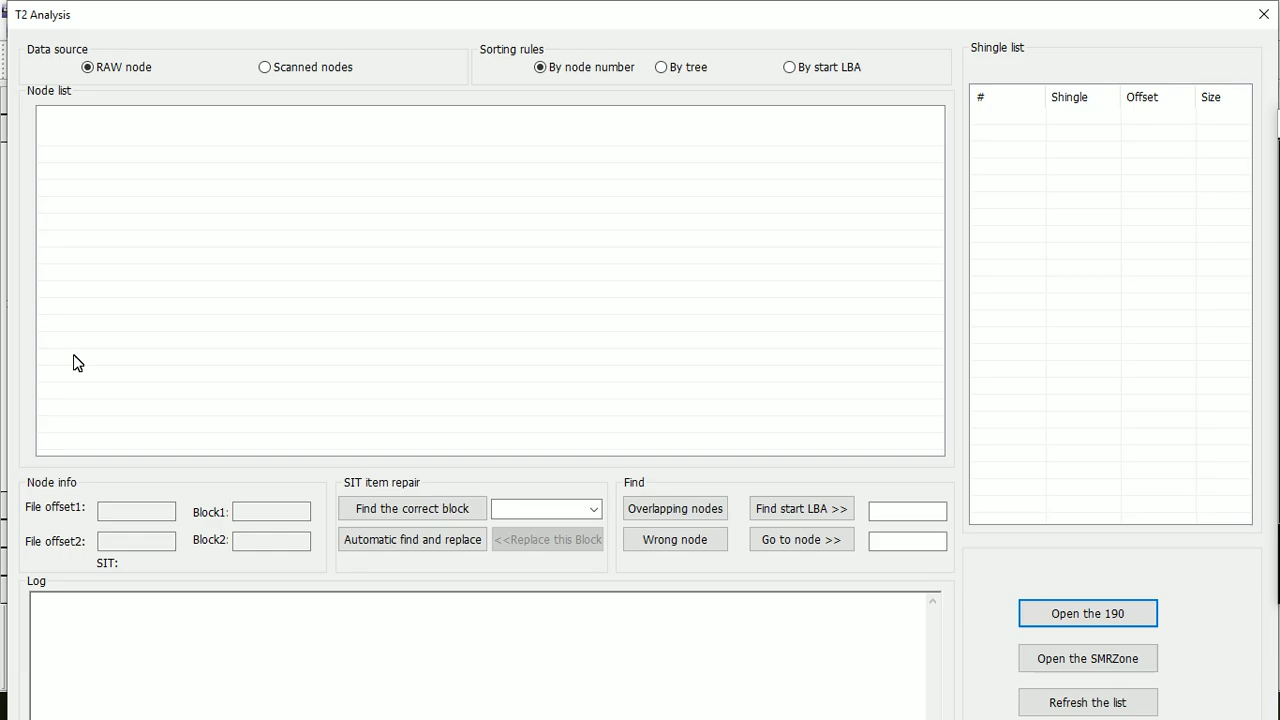 T2 Analysis
Data source
RAW node
Scanned nodes
Sorting rules
By node number
By tree
By start LBA
Shingle list
# Shingle Offset Size
Node list
Node info
File offset1:
Block1:
File offset2:
Block2:
SIT:
SIT item repair
Find the correct block
Automatic find and replace
<<Replace this Block
Find
Overlapping nodes
Find start LBA >>
Wrong node
Go to node >>
Log
Open the 190
Open the SMRZone
Refresh the list